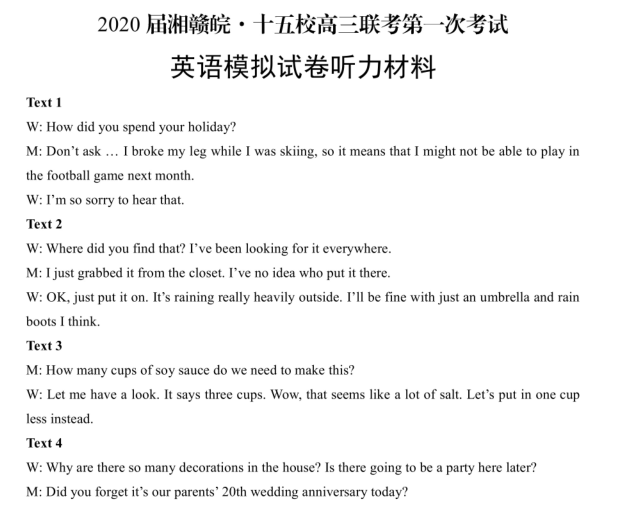 2020 届湘赣皖・十五校高三联考第一次考试
英语模拟试卷听力材料
Text 1
W: How did you spend your holiday?
M: Don’t ask … I broke my leg while I was skiing, so it means that I might not be able to play in
the football game next month.
W: I’m so sorry to hear that.
Text 2
W: Where did you find that? I’ve been looking for it everywhere.
M: I just grabbed it from the closet. I’ve no idea who put it there.
W: OK, just put it on. It’s raining really heavily outside. I’ll be fine with just an umbrella and rain
boots I think.
Text 3
M: How many cups of soy sauce do we need to make this?
W: Let me have a look. It says three cups. Wow, that seems like a lot of salt. Let’s put in one cup
less instead.
Text 4
W: Why are there so many decorations in the house? Is there going to be a party here later?
M: Did you forget it’s our parents’ 20th wedding anniversary today?